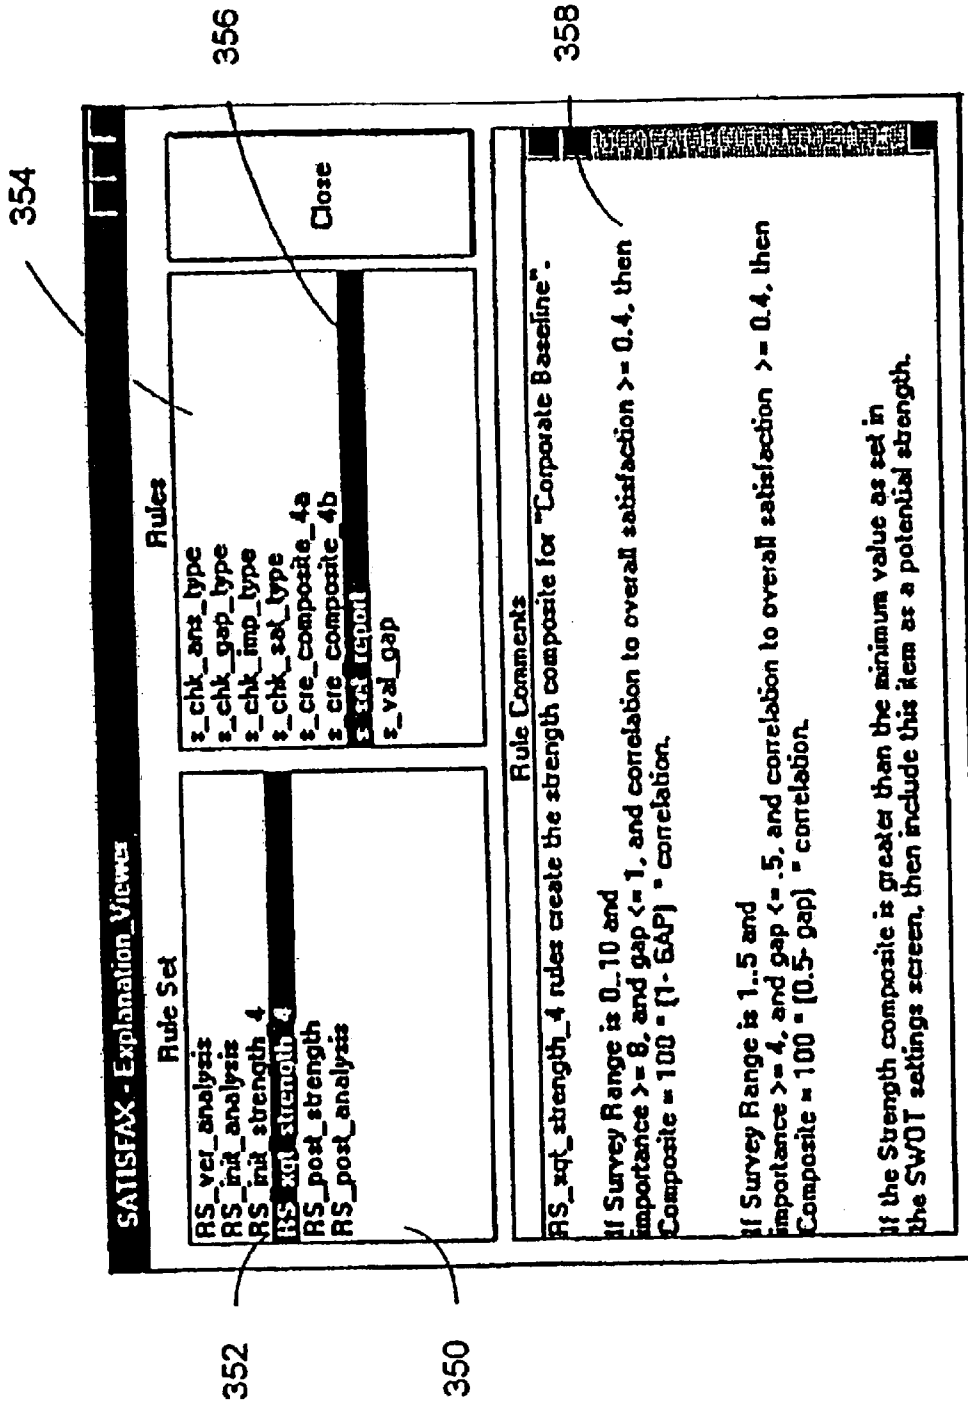 354
356
358
SATISFAX - Explanation_Viewer
Rule Set
Rules
RS_ver_analysis
RS_init_analysis
RS_init_strength_4
RS_xqt_strength_4
RS_post_strength
RS_post_analysis
s_chk_ans_type
s_chk_gap_type
s_chk_imp_type
s_chk_sat_type
s_cre_composite_4a
s_cre_composite_4b
s_set_report
s_val_gap
Close
Rule Comments
RS_xqt_strength_4 rules create the strength composite for "Corporate Baseline".
If Survey Range is 0..10 and
importance >= 8, and gap <= 1, and correlation to overall satisfaction >= 0.4, then
Composite = 100 * (1- GAP) * correlation.
If Survey Range is 1..5 and
importance >= 4, and gap <= .5, and correlation to overall satisfaction >= 0.4, then
Composite = 100 * (0.5- gap) * correlation.
If the Strength composite is greater than the minimum value as set in
the SWOT settings screen, then include this item as a potential strength.
352
350